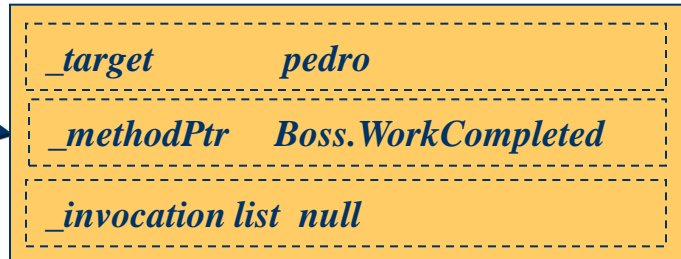 _target pedro
_methodPtr Boss.WorkCompleted
_invocation list null